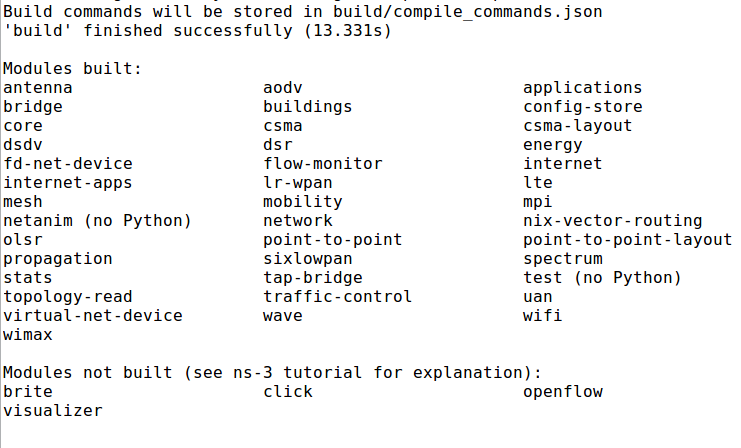 Build commands will be stored in build/compile_commands.json
'build' finished successfully (13.331s)
Modules built:
antenna aodv applications
bridge buildings config-store
core csma csma-layout
dsdv dsr energy
fd-net-device flow-monitor internet
internet-apps lr-wpan lte
mesh mobility mpi
netanim (no Python) network nix-vector-routing
olsr point-to-point point-to-point-layout
propagation sixlowpan spectrum
stats tap-bridge test (no Python)
topology-read traffic-control uan
virtual-net-device wave wifi
wimax
Modules not built (see ns-3 tutorial for explanation):
brite click openflow
visualizer